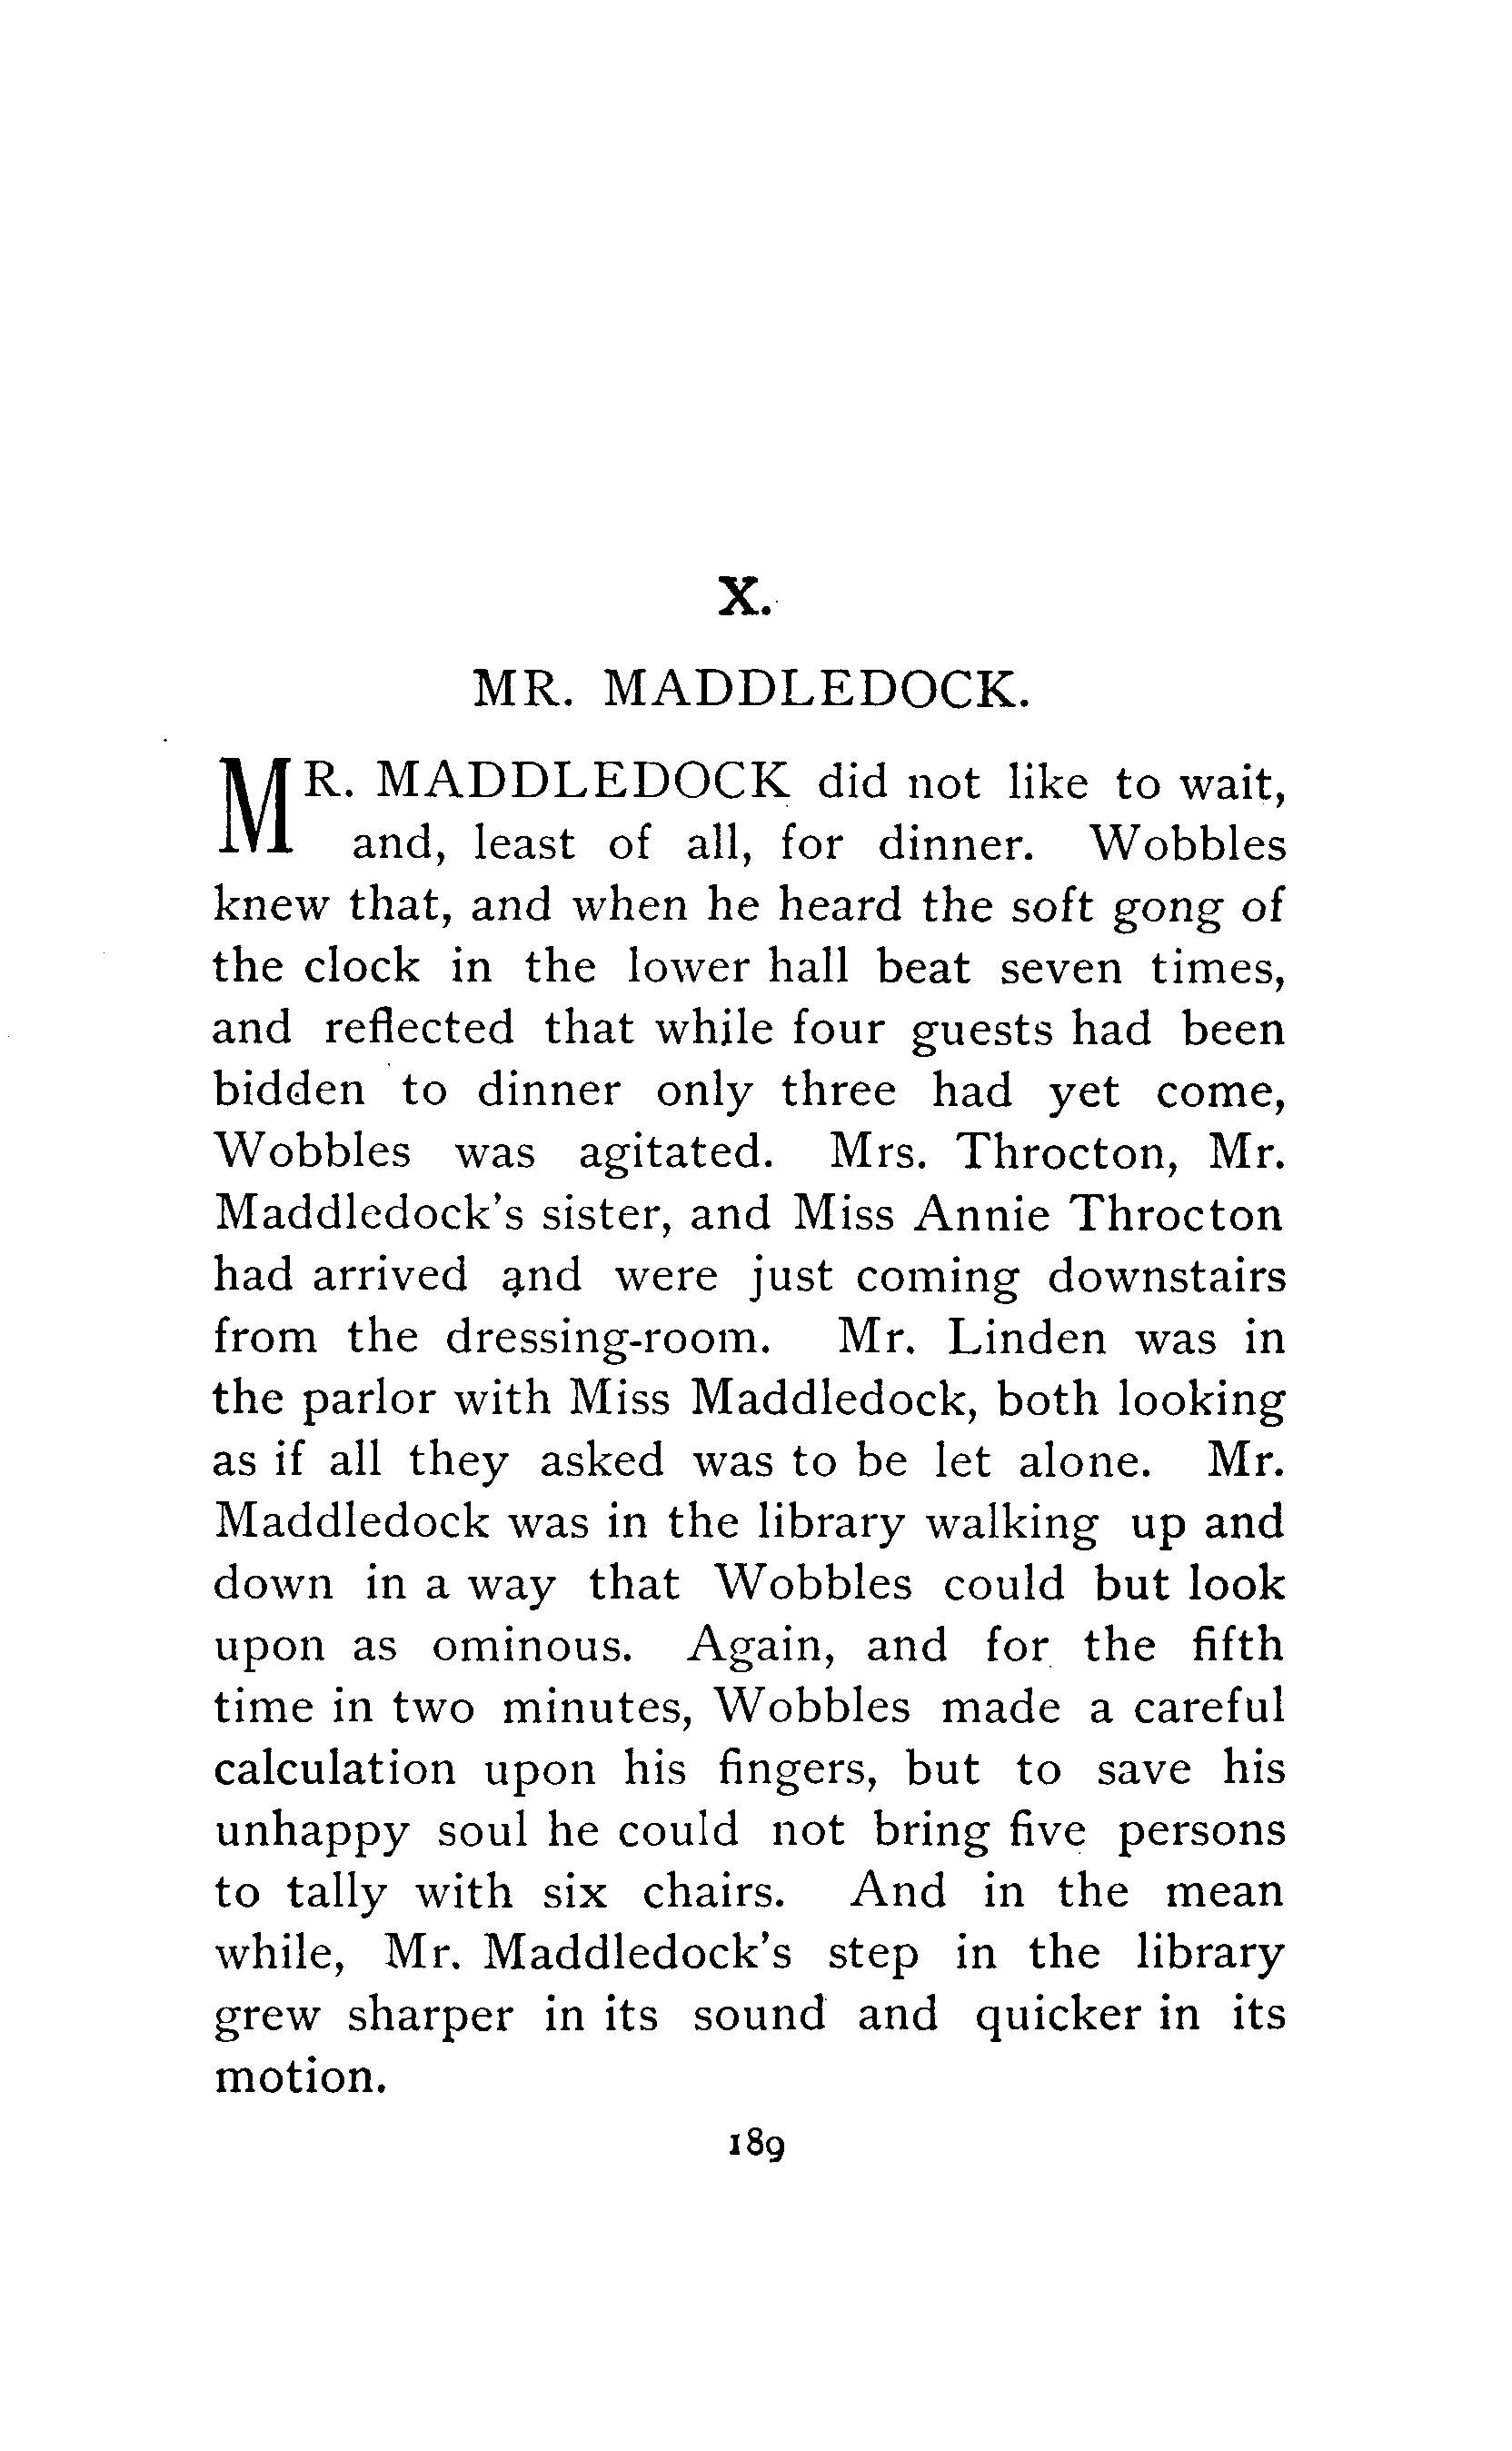 X.
MR. MADDLEDOCK.
MR. MADDLEDOCK did not like to wait,
and, least of all, for dinner. Wobbles
knew that, and when he heard the soft gong of
the clock in the lower hall beat seven times,
and reflected that while four guests had been
bidden to dinner only three had yet come,
Wobbles was agitated. Mrs. Throcton, Mr.
Maddledock's sister, and Miss Annie Throcton
had arrived and were just coming downstairs
from the dressing-room. Mr. Linden was in
the parlor with Miss Maddledock, both looking
as if all they asked was to be let alone. Mr.
Maddledock was in the library walking up and
down in a way that Wobbles could but look
upon as ominous. Again, and for the fifth
time in two minutes, Wobbles made a careful
calculation upon his fingers, but to save his
unhappy soul he could not bring five persons
to tally with six chairs. And in the mean
while, Mr. Maddledock's step in the library
grew sharper in its sound and quicker in its
motion.
189